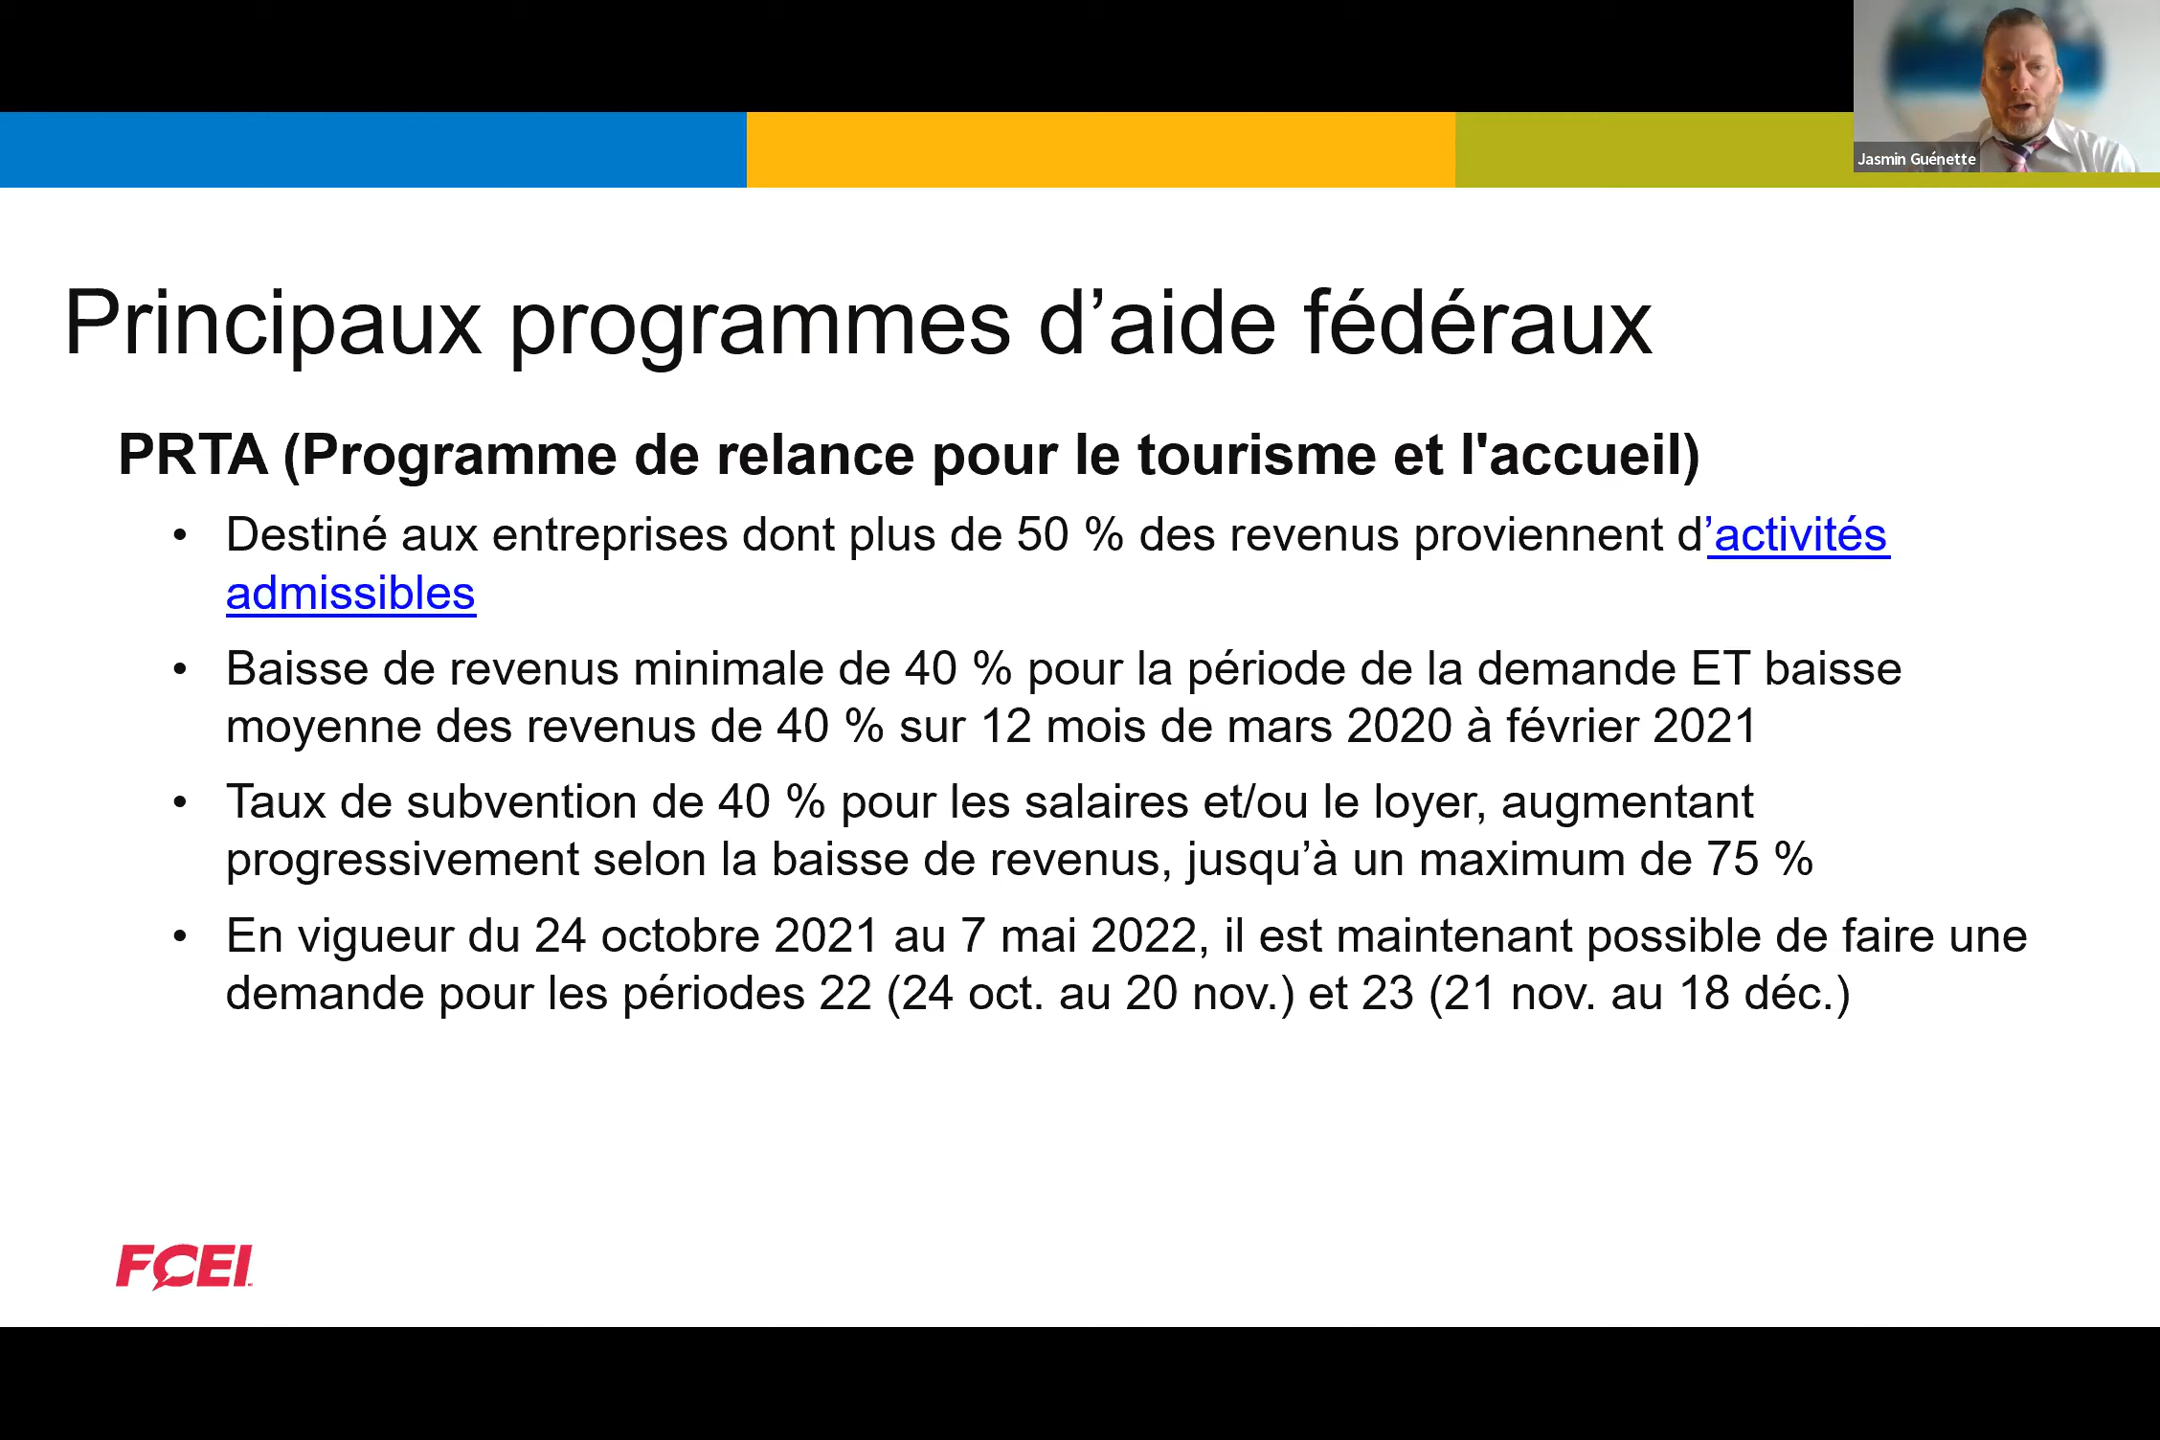 Jasmin Guénette
Principaux programmes d’aide fédéraux
PRTA (Programme de relance pour le tourisme et l'accueil)
• Destiné aux entreprises dont plus de 50 % des revenus proviennent d’activités
admissibles
• Baisse de revenus minimale de 40 % pour la période de la demande ET baisse
moyenne des revenus de 40 % sur 12 mois de mars 2020 à février 2021
• Taux de subvention de 40 % pour les salaires et/ou le loyer, augmentant
progressivement selon la baisse de revenus, jusqu’à un maximum de 75 %
• En vigueur du 24 octobre 2021 au 7 mai 2022, il est maintenant possible de faire une
demande pour les périodes 22 (24 oct. au 20 nov.) et 23 (21 nov. au 18 déc.)
FCEI